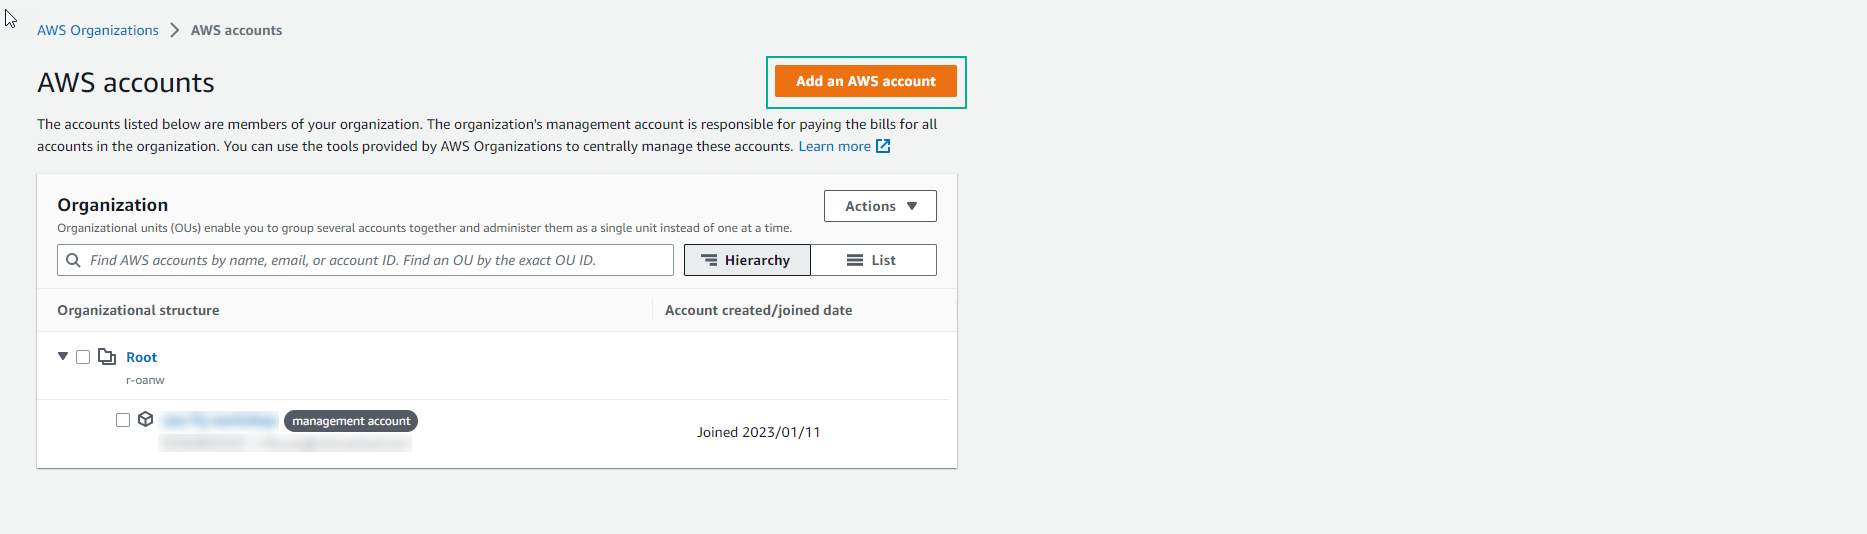 AWS Organizations > AWS accounts
AWS accounts
Add an AWS account
The accounts listed below are members of your organization. The organization's management account is responsible for paying the bills for all
accounts in the organization. You can use the tools provided by AWS Organizations to centrally manage these accounts. Learn more
Organization
Actions
Organizational units (OUs) enable you to group several accounts together and administer them as a single unit instead of one at a time.
Find AWS accounts by name, email, or account ID. Find an OU by the exact OU ID.
Hierarchy
List
Organizational structure
Account created/joined date
Root
r-oanw
management account
Joined 2023/01/11